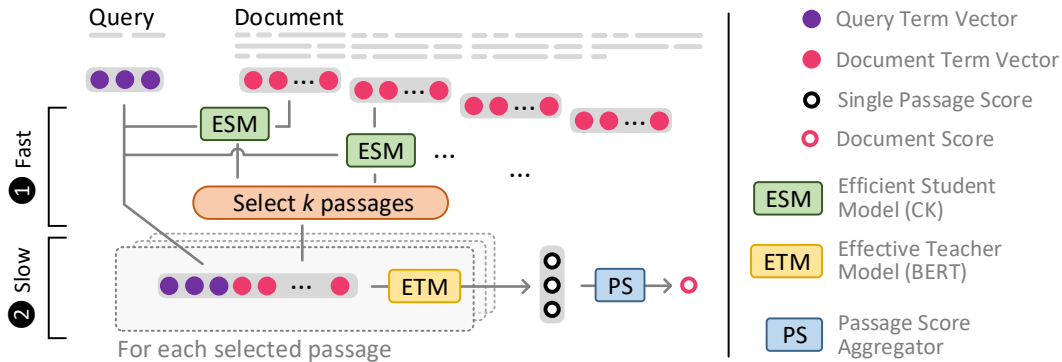 Query
Document
...
...
...
...
ESM
ESM
...
...
❶ Fast
Select k passages
❷ Slow
...
ETM
PS
For each selected passage
Query Term Vector
Document Term Vector
Single Passage Score
Document Score
ESM
Efficient Student
Model (CK)
ETM
Effective Teacher
Model (BERT)
PS
Passage Score
Aggregator